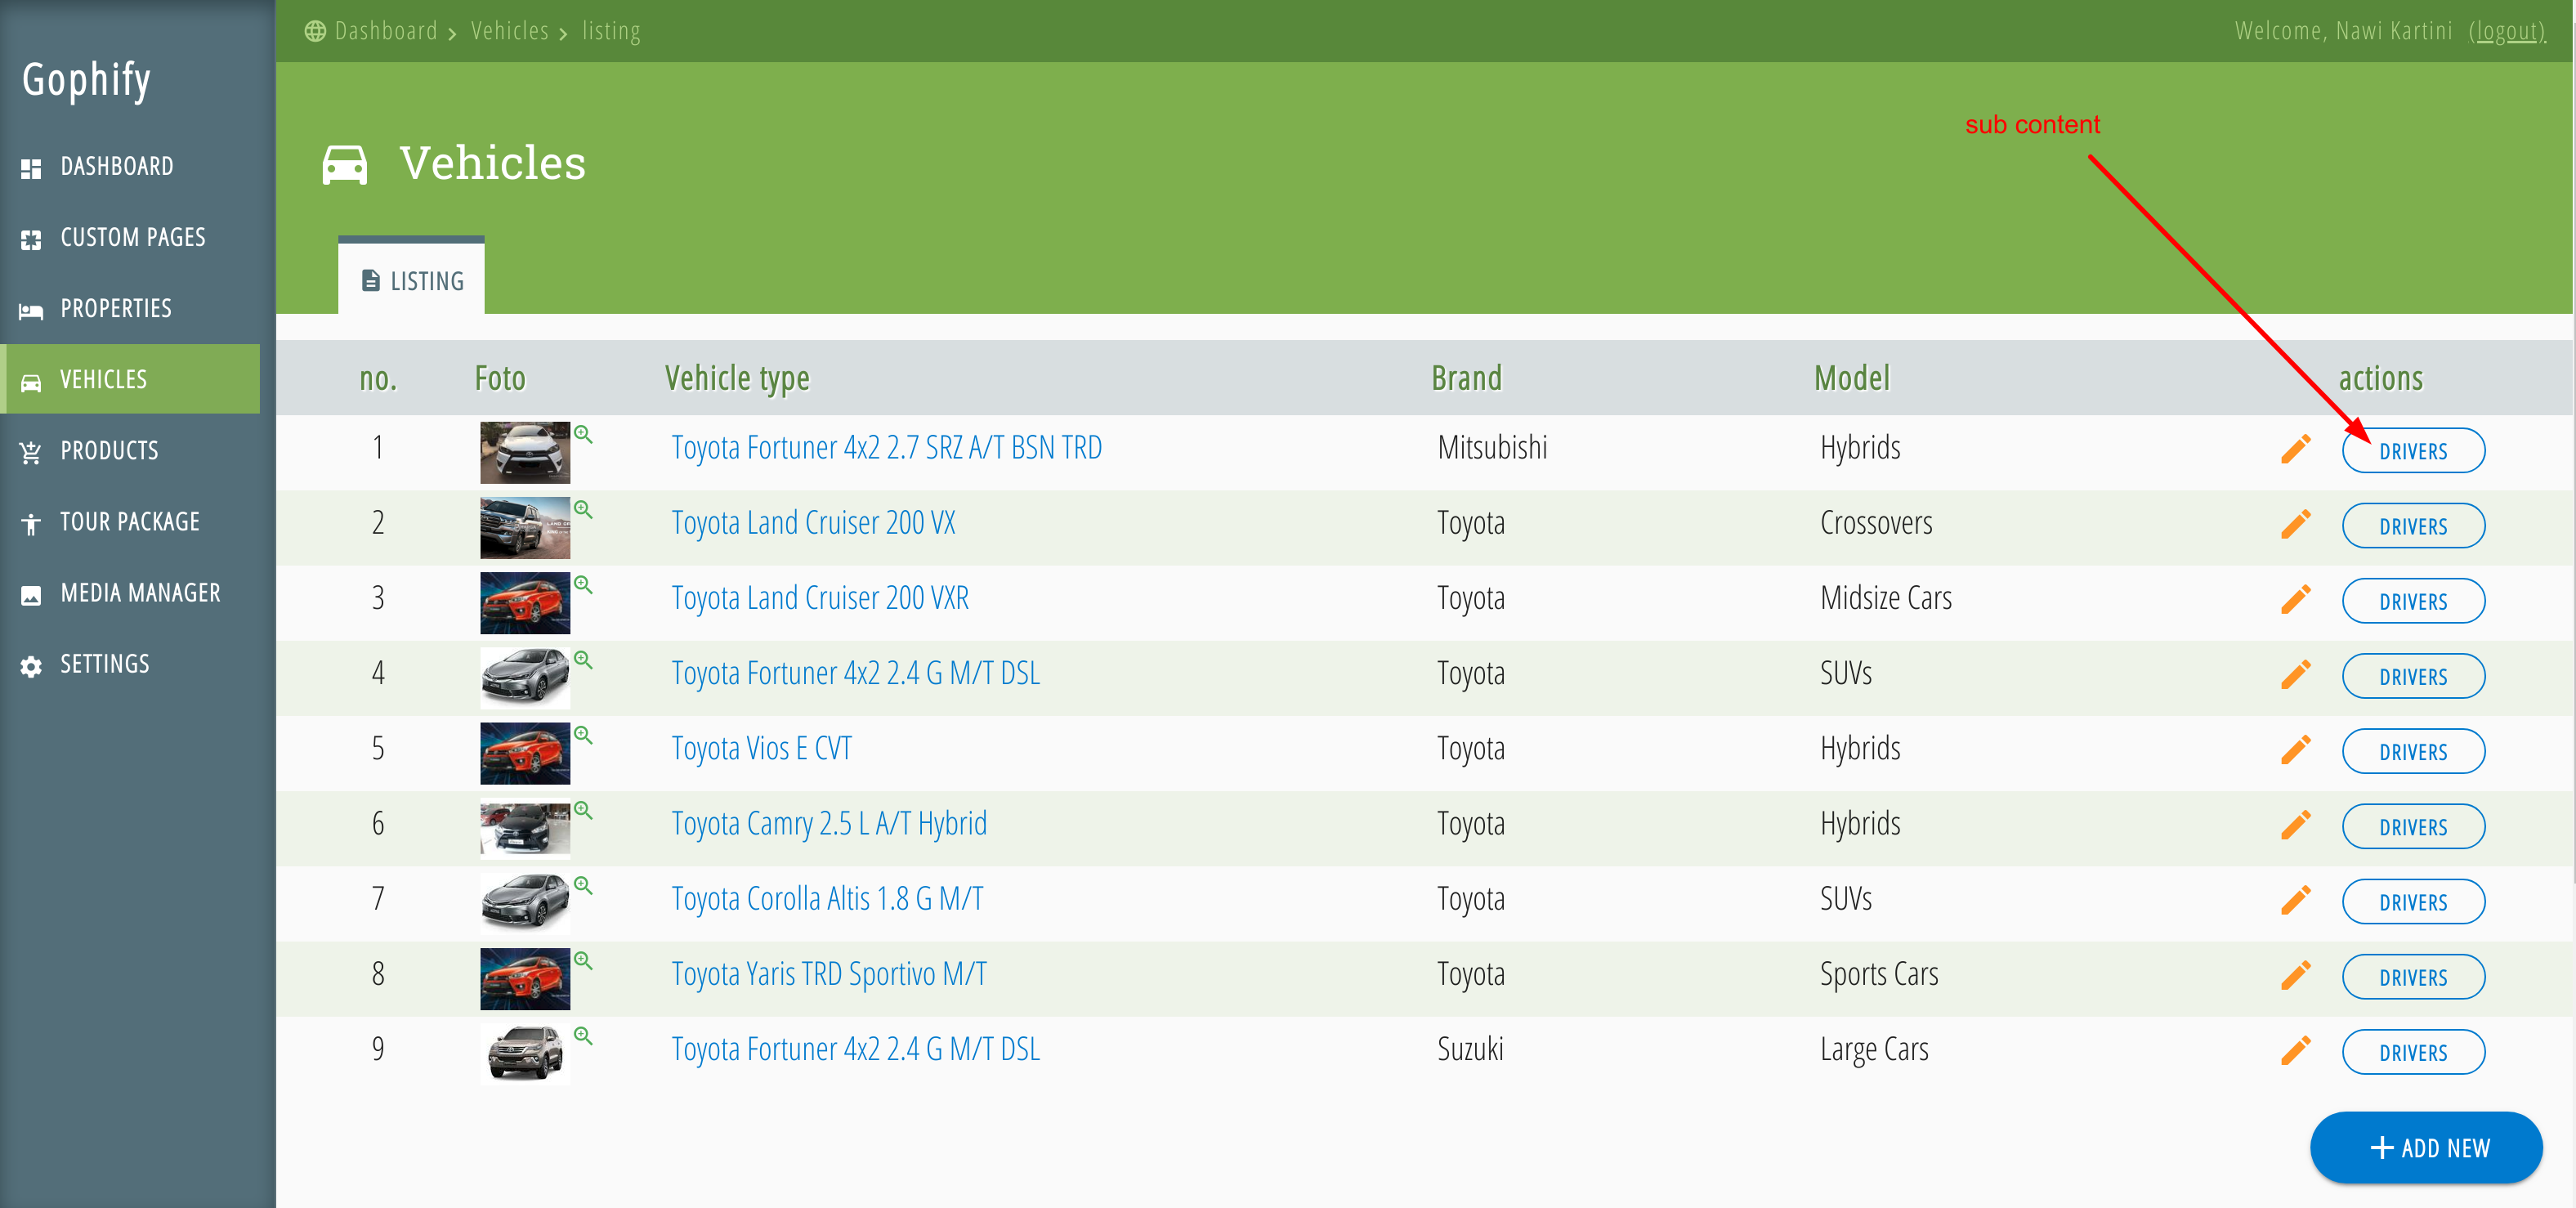 Dashboard > Vehicles > listing
Welcome, Nawi Kartini (logout)
Gophify
DASHBOARD
CUSTOM PAGES
PROPERTIES
VEHICLES
PRODUCTS
TOUR PACKAGE
MEDIA MANAGER
SETTINGS
Vehicles
sub content
LISTING
no. Foto Vehicle type Brand Model actions
1 Toyota Fortuner 4x2 2.7 SRZ A/T BSN TRD Mitsubishi Hybrids DRIVERS
2 Toyota Land Cruiser 200 VX Toyota Crossovers DRIVERS
3 Toyota Land Cruiser 200 VXR Toyota Midsize Cars DRIVERS
4 Toyota Fortuner 4x2 2.4 G M/T DSL Toyota SUVs DRIVERS
5 Toyota Vios E CVT Toyota Hybrids DRIVERS
6 Toyota Camry 2.5 L A/T Hybrid Toyota Hybrids DRIVERS
7 Toyota Corolla Altis 1.8 G M/T Toyota SUVs DRIVERS
8 Toyota Yaris TRD Sportivo M/T Toyota Sports Cars DRIVERS
9 Toyota Fortuner 4x2 2.4 G M/T DSL Suzuki Large Cars DRIVERS
+ ADD NEW